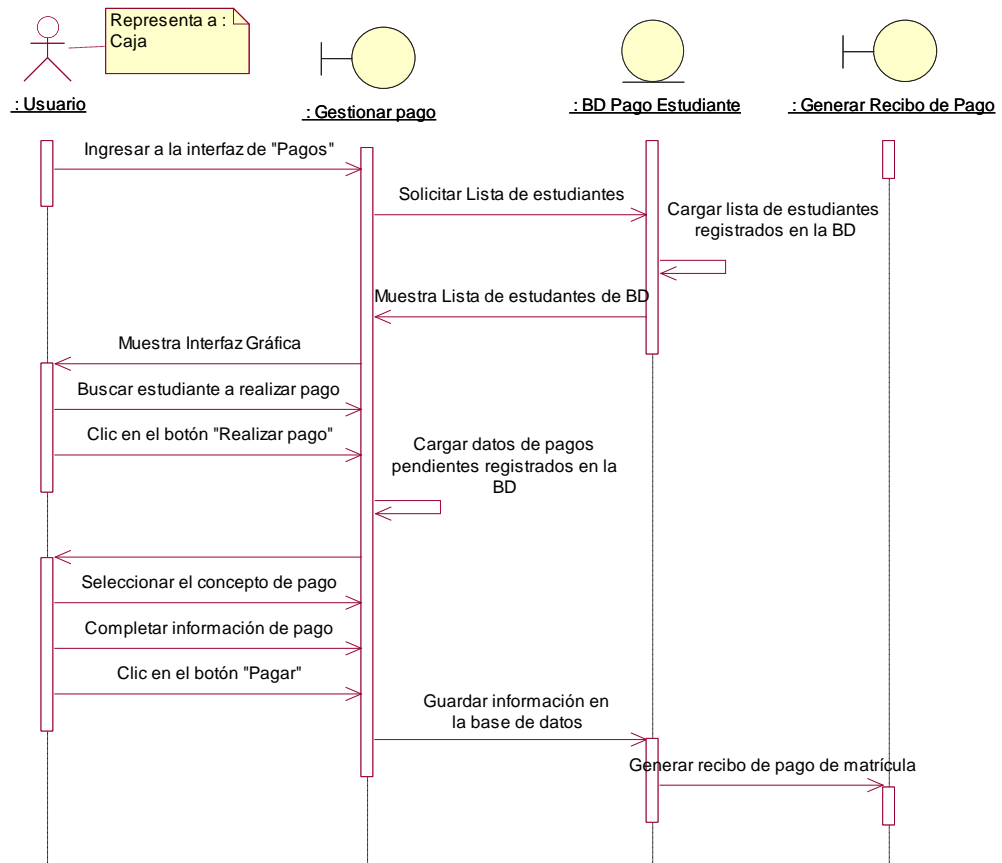 Representa a :
Caja
: Usuario
: Gestionar pago
: BD Pago Estudiante
: Generar Recibo de Pago
Ingresar a la interfaz de "Pagos"
Solicitar Lista de estudiantes
Cargar lista de estudiantes
registrados en la BD
Muestra Lista de estudantes de BD
Muestra Interfaz Gráfica
Buscar estudiante a realizar pago
Clic en el botón "Realizar pago"
Cargar datos de pagos
pendientes registrados en la
BD
Seleccionar el concepto de pago
Completar información de pago
Clic en el botón "Pagar"
Guardar información en
la base de datos
Generar recibo de pago de matrícula